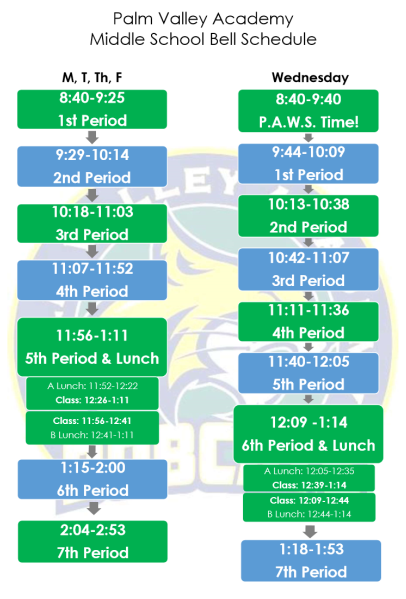 Palm Valley Academy
Middle School Bell Schedule
M, T, Th, F
8:40-9:25
1st Period
9:29-10:14
2nd Period
10:18-11:03
3rd Period
11:07-11:52
4th Period
11:56-1:11
5th Period & Lunch
A Lunch: 11:52-12:22
Class: 12:26-1:11
Class: 11:56-12:41
B Lunch: 12:41-1:11
1:15-2:00
6th Period
2:04-2:53
7th Period
Wednesday
8:40-9:40
P.A.W.S. Time!
9:44-10:09
1st Period
10:13-10:38
2nd Period
10:42-11:07
3rd Period
11:11-11:36
4th Period
11:40-12:05
5th Period
12:09 -1:14
6th Period & Lunch
A Lunch: 12:05-12:35
Class: 12:39-1:14
Class: 12:09-12:44
B Lunch: 12:44-1:14
1:18-1:53
7th Period